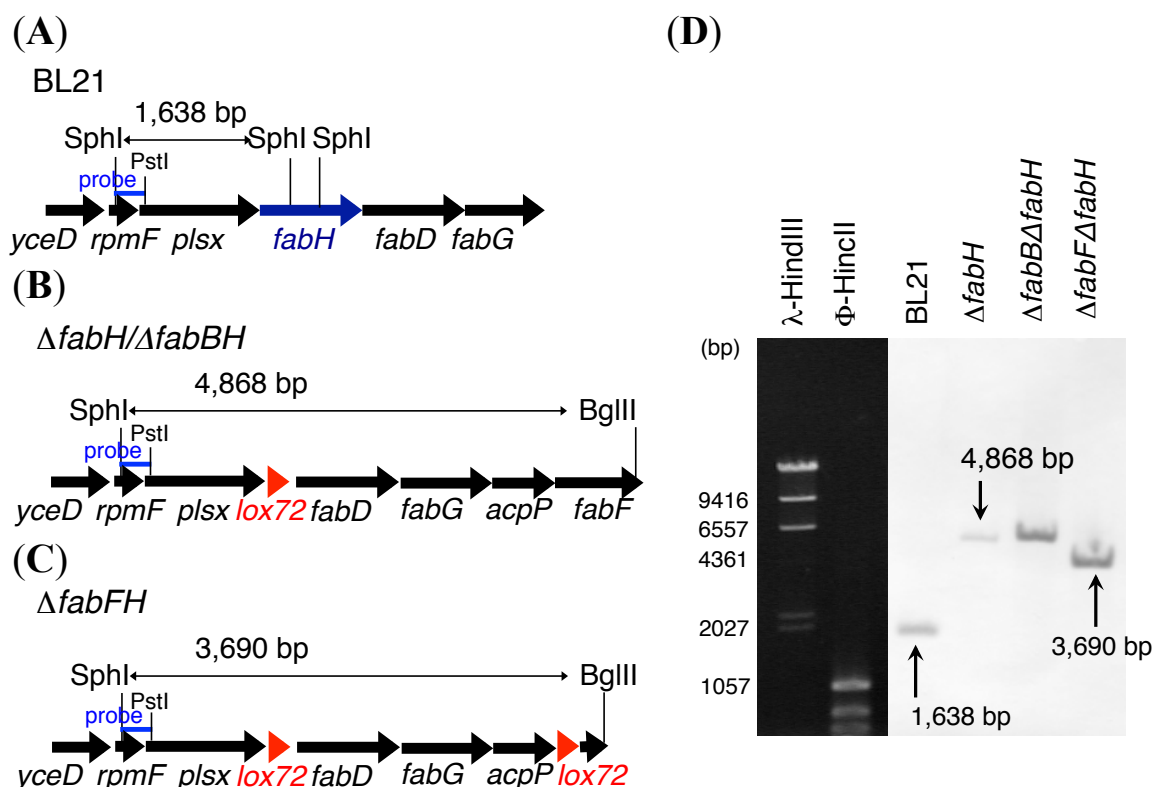 (A)
BL21
1,638 bp
SphI SphI SphI
PstI
probe
yceD rpmF plsx fabH fabD fabG
(B)
ΔfabH/ΔfabBH
4,868 bp
SphI BglII
PstI
probe
yceD rpmF plsx lox72 fabD fabG acpP fabF
(C)
ΔfabFH
3,690 bp
SphI BglII
PstI
probe
yceD rpmF plsx lox72 fabD fabG acpP lox72
(D)
λ-HindIII
Φ-HincII
BL21
ΔfabH
ΔfabBΔfabH
ΔfabFΔfabH
(bp)
9416
6557
4361
2027
1057
4,868 bp
3,690 bp
1,638 bp